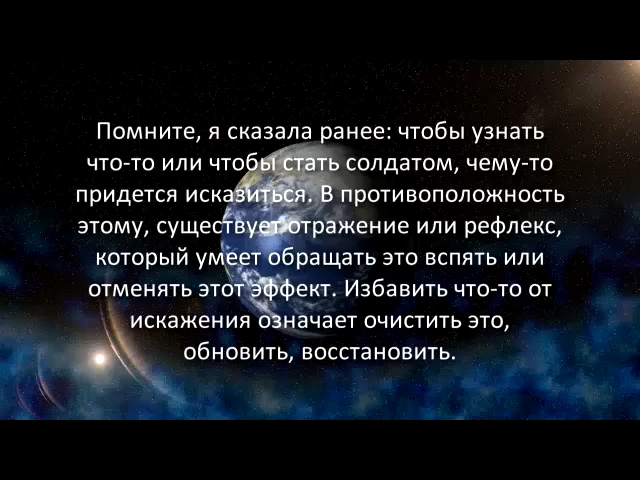 Помните, я сказала ранее: чтобы узнать
что-то или чтобы стать солдатом, чему-то
придется исказиться. В противоположность
этому, существует отражение или рефлекс,
который умеет обращать это вспять или
отменять этот эффект. Избавить что-то от
искажения означает очистить это,
обновить, восстановить.